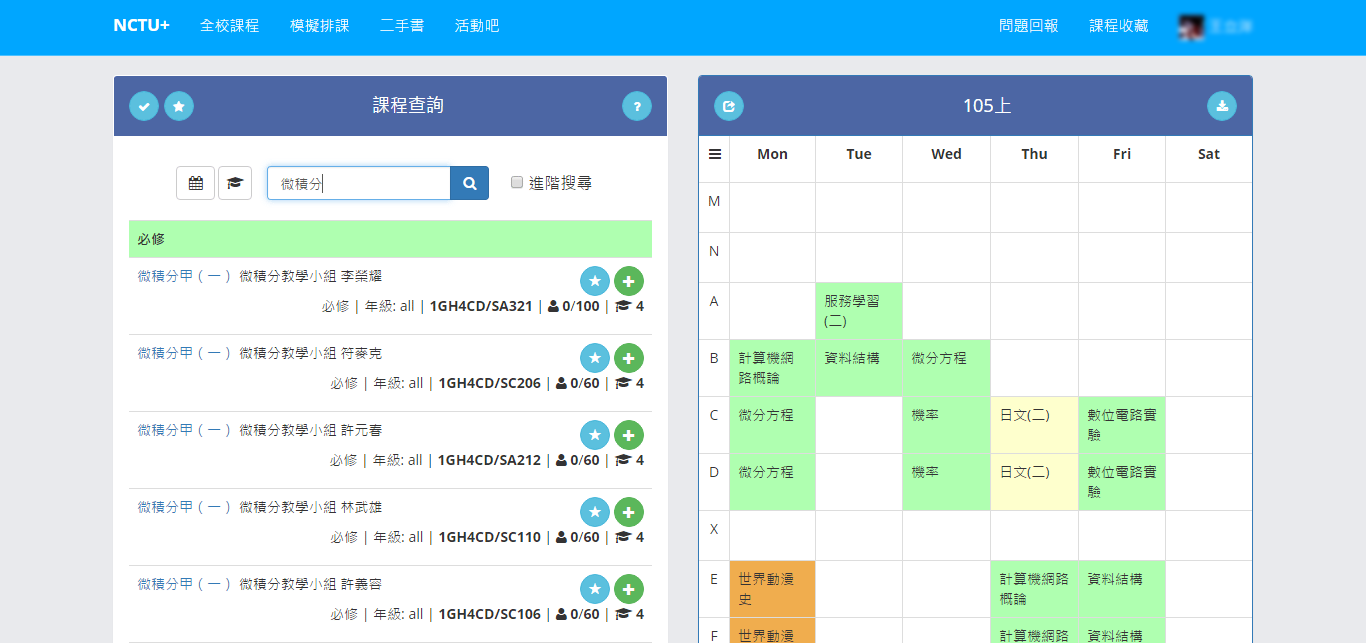 NCTU+ 全校課程 模擬排課 二手書 活動吧 問題回報 課程收藏
課程查詢
微積分 進階搜尋
必修
微積分甲（一） 微積分教學小組 李榮耀
必修 | 年級: all | 1GH4CD/SA321 | 0/100 | 4
微積分甲（一） 微積分教學小組 符麥克
必修 | 年級: all | 1GH4CD/SC206 | 0/60 | 4
微積分甲（一） 微積分教學小組 許元春
必修 | 年級: all | 1GH4CD/SA212 | 0/60 | 4
微積分甲（一） 微積分教學小組 林武雄
必修 | 年級: all | 1GH4CD/SC110 | 0/60 | 4
微積分甲（一） 微積分教學小組 許義容
必修 | 年級: all | 1GH4CD/SC106 | 0/60 | 4
105上
Mon Tue Wed Thu Fri Sat
M
N
A 服務學習
(二)
B 計算機網 資料結構 微分方程
路概論
C 微分方程 機率 日文(二) 數位電路實
驗
D 微分方程 機率 日文(二) 數位電路實
驗
X
E 世界動漫 計算機網路 資料結構
史 概論
F 世界動漫 計算機網路 資料結構